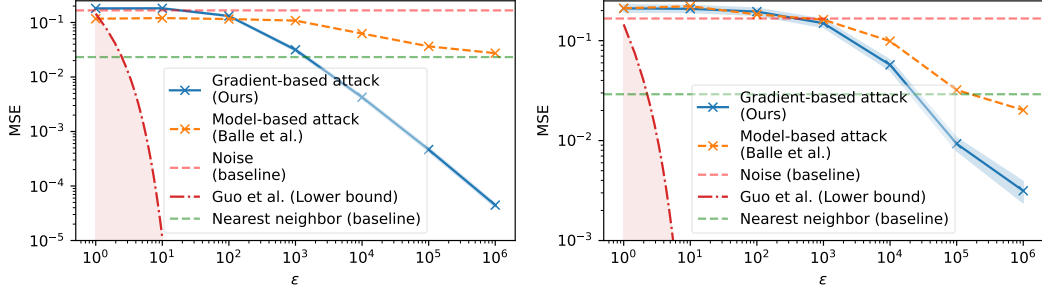 10⁻¹
10⁻²
10⁻³
10⁻⁴
10⁻⁵
MSE
Gradient-based attack
(Ours)
Model-based attack
(Balle et al.)
Noise
(baseline)
Guo et al. (Lower bound)
Nearest neighbor (baseline)
10⁰ 10¹ 10² 10³ 10⁴ 10⁵ 10⁶
ε
10⁻¹
10⁻²
10⁻³
MSE
Gradient-based attack
(Ours)
Model-based attack
(Balle et al.)
Noise (baseline)
Guo et al. (Lower bound)
Nearest neighbor (baseline)
10⁰ 10¹ 10² 10³ 10⁴ 10⁵ 10⁶
ε